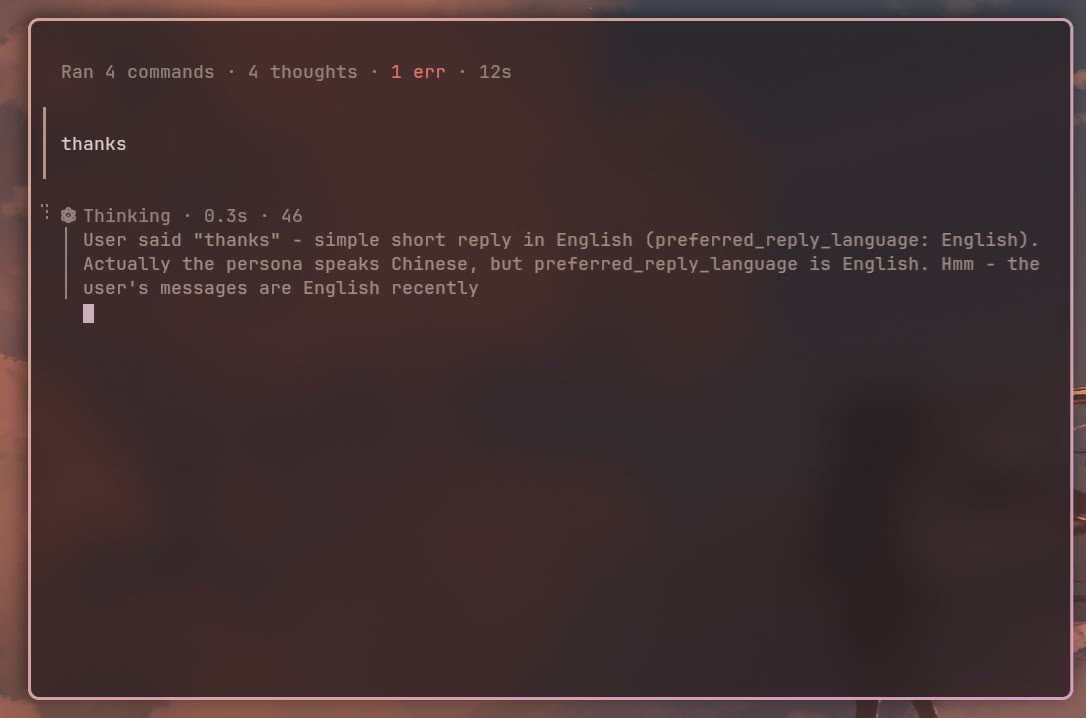 Ran 4 commands · 4 thoughts · 1 err · 12s
thanks
Thinking · 0.3s · 46
User said "thanks" - simple short reply in English (preferred_reply_language: English).
Actually the persona speaks Chinese, but preferred_reply_language is English. Hmm - the
user's messages are English recently